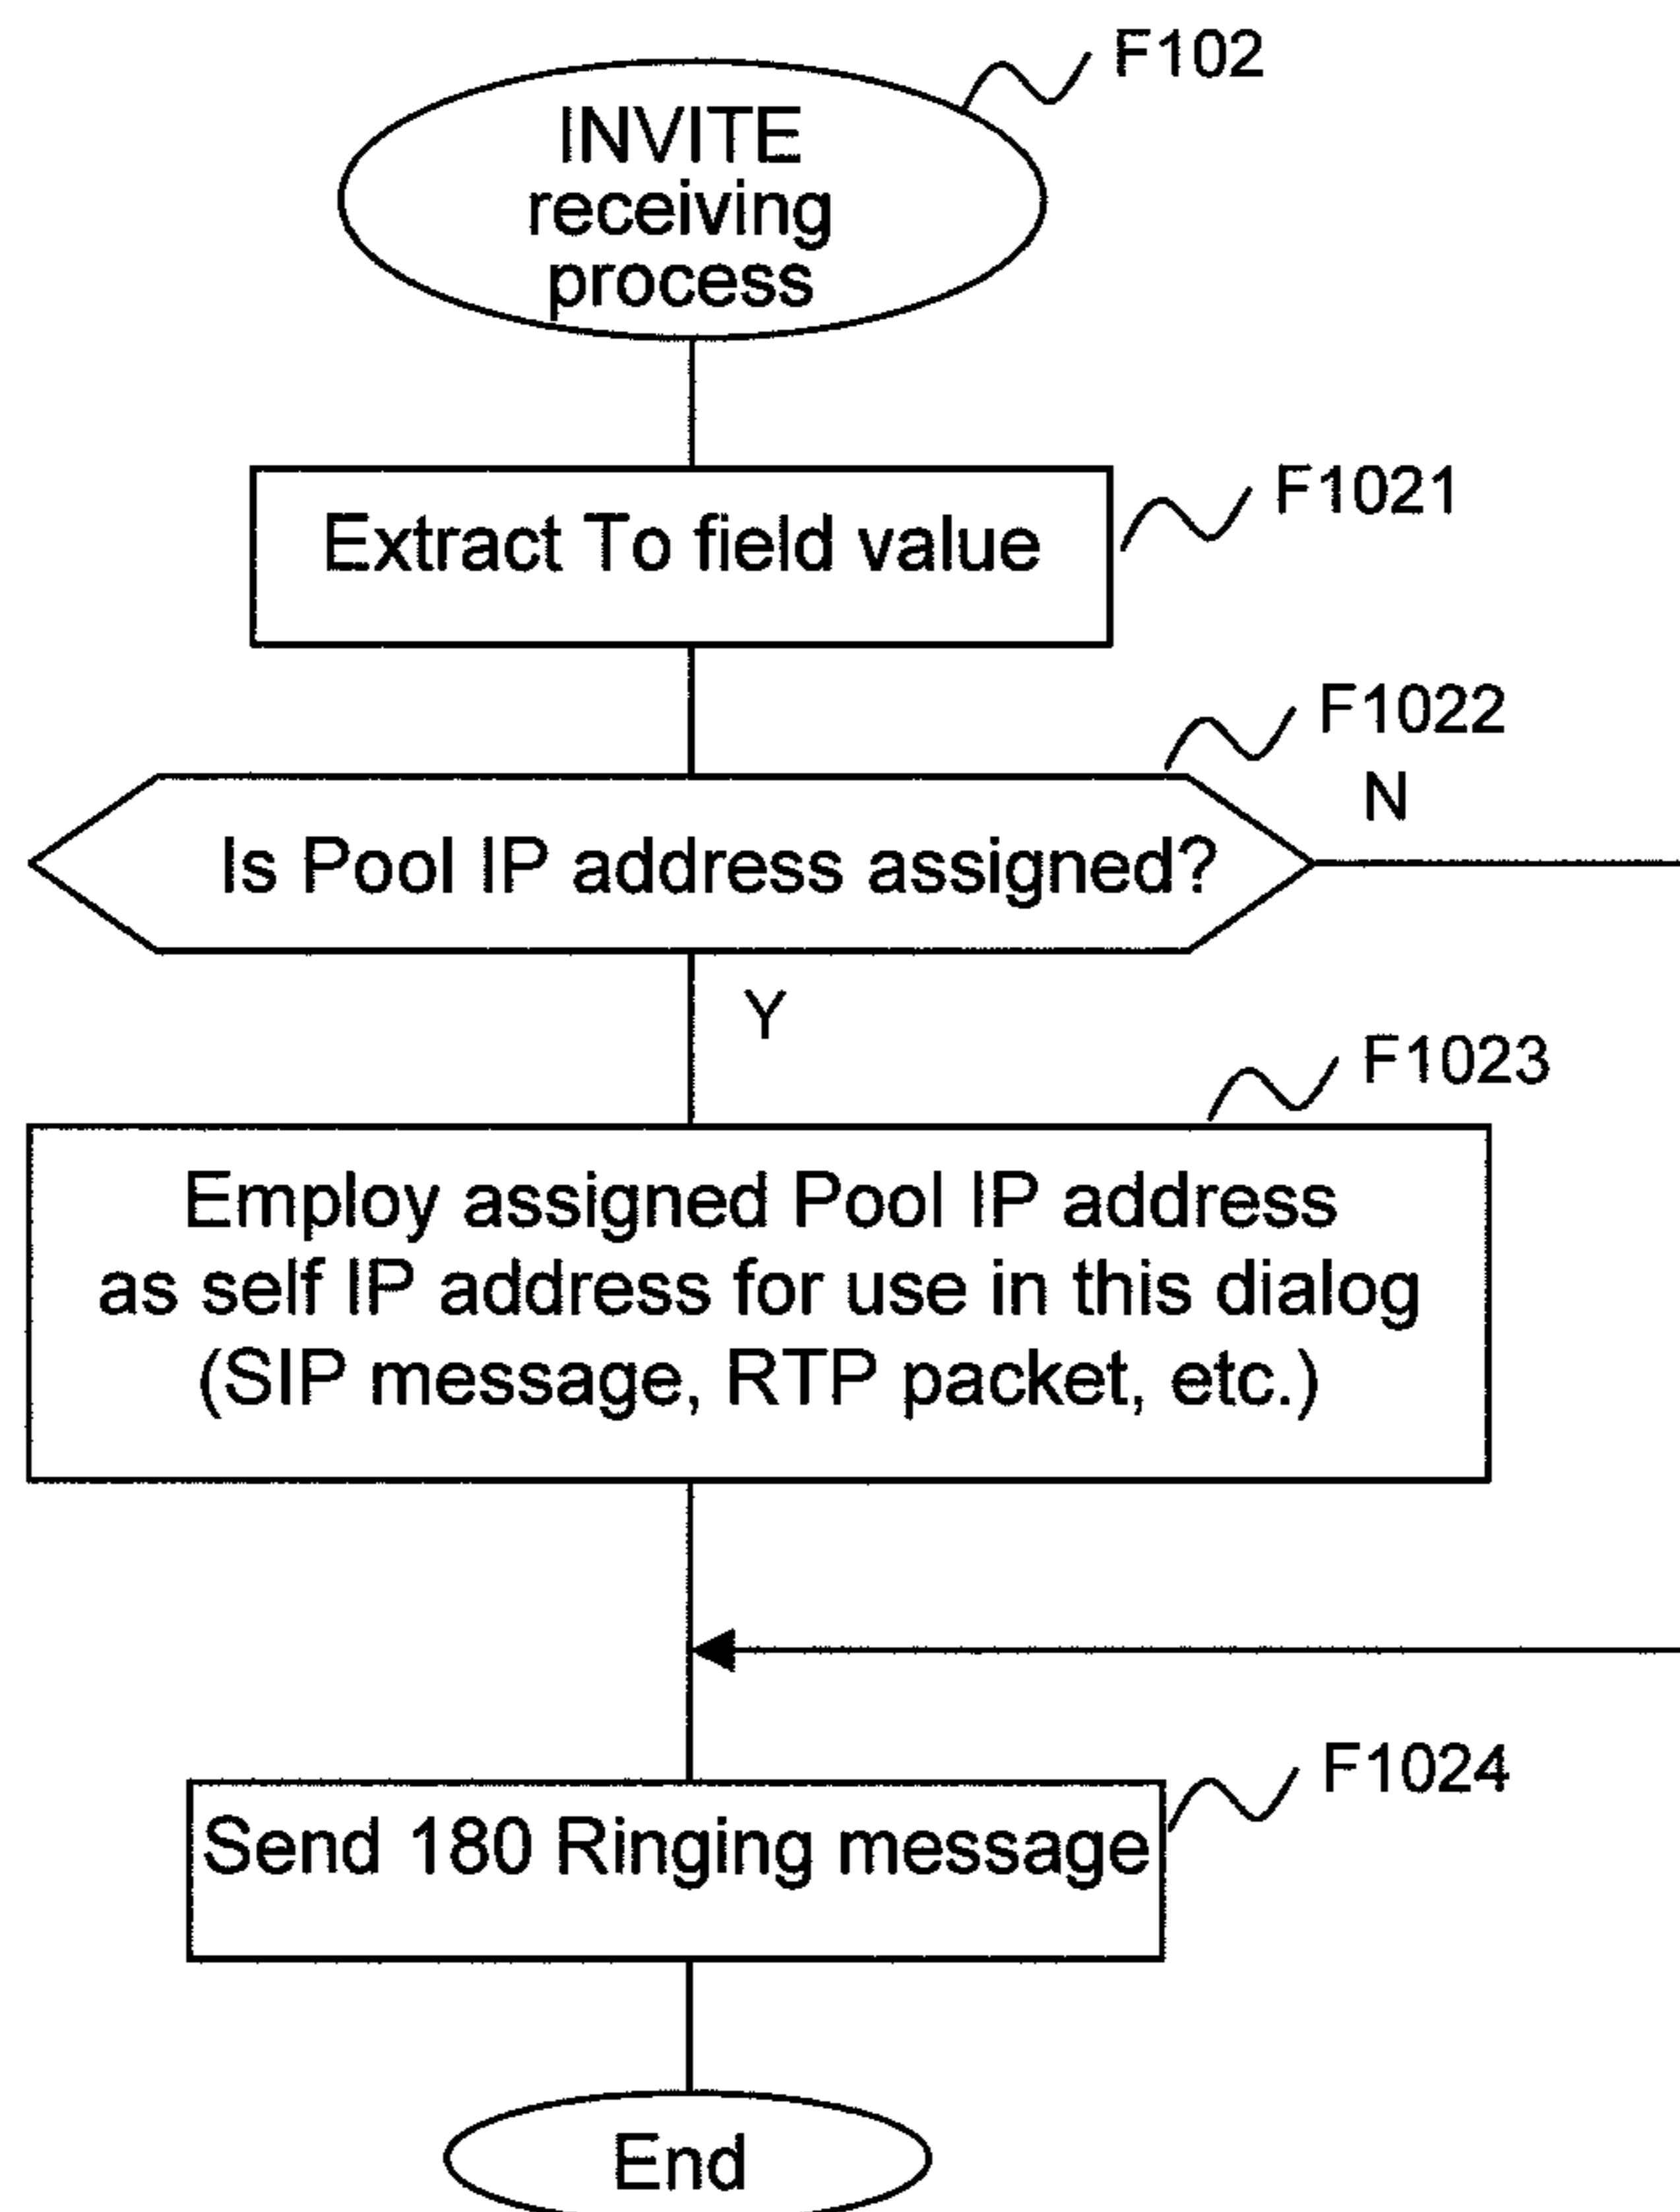 F102
INVITE
receiving
process
F1021
Extract To field value
F1022
N
Is Pool IP address assigned?
Y
F1023
Employ assigned Pool IP address
as self IP address for use in this dialog
(SIP message, RTP packet, etc.)
F1024
Send 180 Ringing message
End